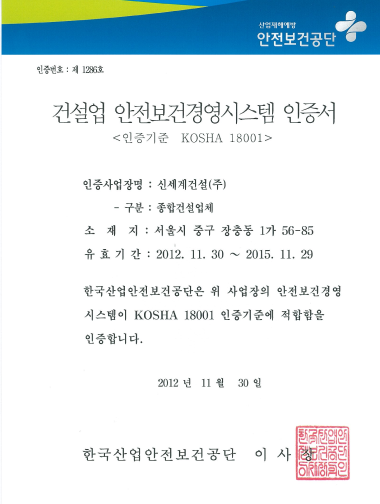 산업재해예방
안전보건공단
인증번호 : 제 1286호
건설업 안전보건경영시스템 인증서
<인증기준 KOSHA 18001>
인증사업장명 : 신세계건설(주)
- 구분 : 종합건설업체
소 재 지 : 서울시 중구 장충동 1가 56-85
유 효 기 간 : 2012. 11. 30 ~ 2015. 11. 29
한국산업안전보건공단은 위 사업장의 안전보건경영
시스템이 KOSHA 18001 인증기준에 적합함을
인증합니다.
2012 년 11 월 30 일
한국산업안전보건공단 이 사 장